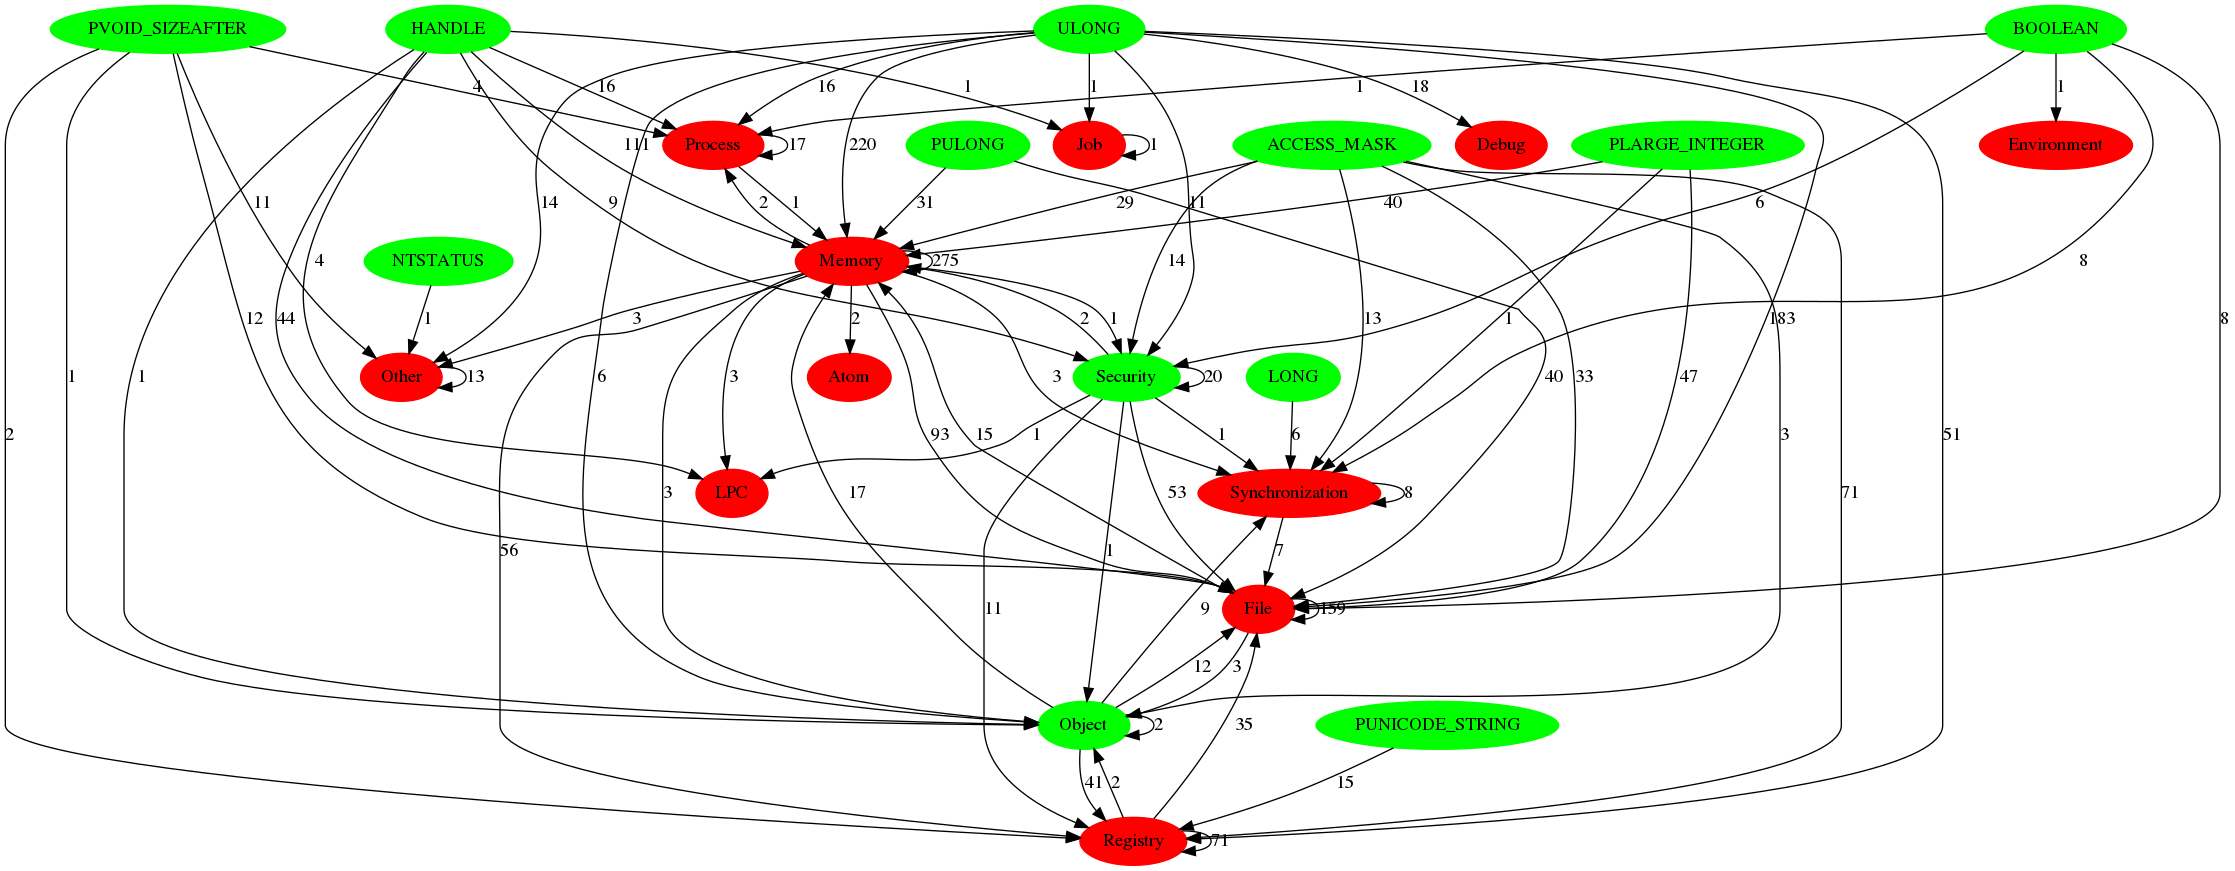 PVOID_SIZEAFTER HANDLE ULONG BOOLEAN
4 16 1 16 1 18 1 1
Process PULONG Job ACCESS_MASK Debug PLARGE_INTEGER Environment
17 1
111 220
11 14 9 2 1 31 11 29 40 6
NTSTATUS Memory 275 14 8
12 44 4 1 3 2 2 1 13 1 183 8
Other 13 Atom Security 20 LONG
1 1 2 6 3 3 93 15 1 3 1 6 40 33 47 3 51
LPC Synchronization 8
56 3 17 11 1 53 9 7 71
File 159
12 3
Object 2 PUNICODE_STRING
41 2 35 15
Registry 71